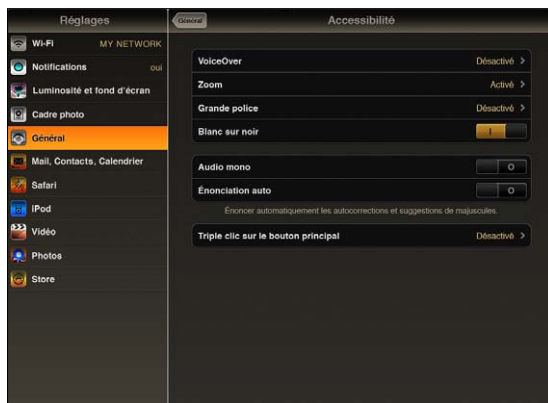 Réglages
Wi-Fi MY NETWORK
Notifications oui
Luminosité et fond d'écran
Cadre photo
Général
Mail, Contacts, Calendrier
Safari
iPod
Vidéo
Photos
Store
Général Accessibilité
VoiceOver Désactivé
Zoom Activé
Grande police Désactivé
Blanc sur noir
Audio mono
Énonciation auto
Énoncer automatiquement les autocorrections et suggestions de majuscules.
Triple clic sur le bouton principal Désactivé